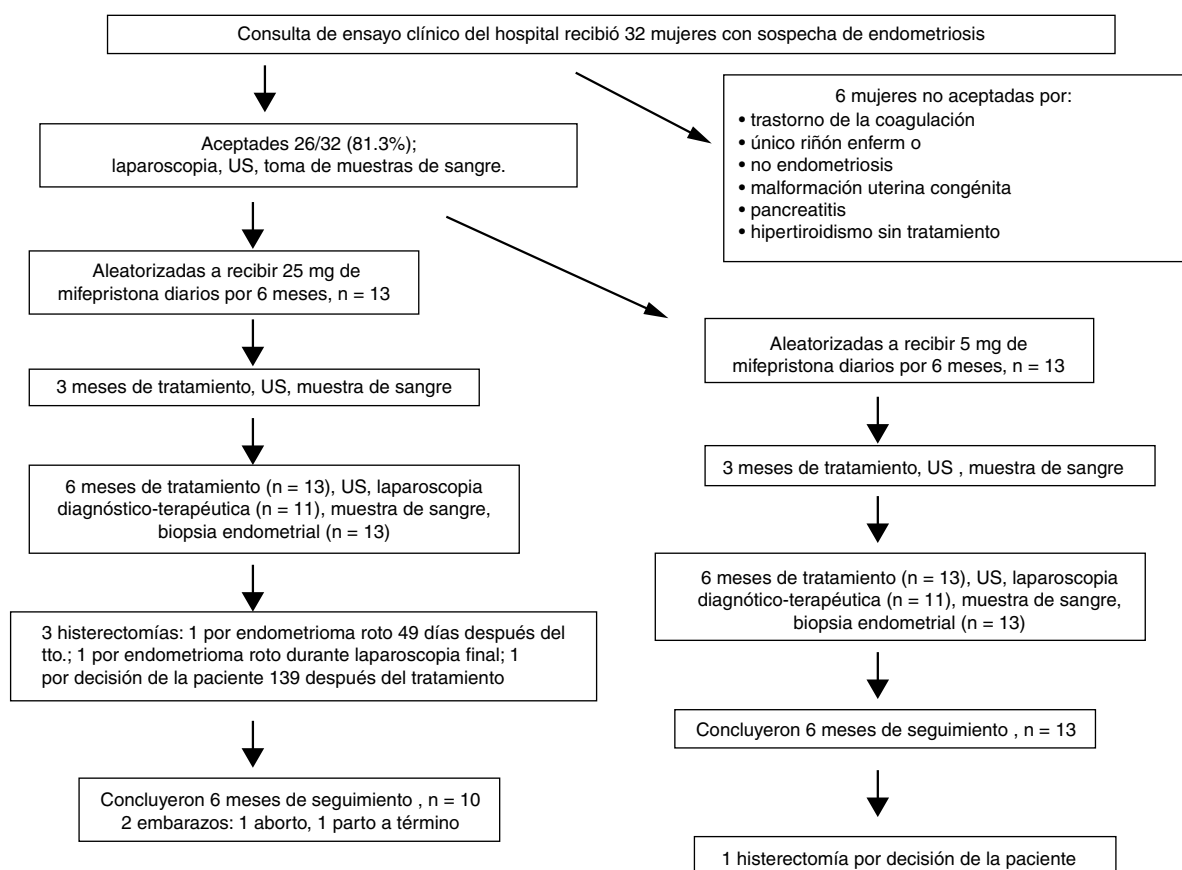 Consulta de ensayo clínico del hospital recibió 32 mujeres con sospecha de endometriosis
6 mujeres no aceptadas por:
• trastorno de la coagulación
• único riñón enferm o
• no endometriosis
• malformación uterina congénita
• pancreatitis
• hipertiroidismo sin tratamiento
Aceptades 26/32 (81.3%);
laparoscopia, US, toma de muestras de sangre.
Aleatorizadas a recibir 25 mg de
mifepristona diarios por 6 meses, n = 13
3 meses de tratamiento, US, muestra de sangre
6 meses de tratamiento (n = 13), US, laparoscopia
diagnóstico-terapéutica (n = 11), muestra de sangre,
biopsia endometrial (n = 13)
3 histerectomías: 1 por endometrioma roto 49 días después del
tto.; 1 por endometrioma roto durante laparoscopia final; 1
por decisión de la paciente 139 después del tratamiento
Concluyeron 6 meses de seguimiento , n = 10
2 embarazos: 1 aborto, 1 parto a término
Aleatorizadas a recibir 5 mg de
mifepristona diarios por 6 meses, n = 13
3 meses de tratamiento, US , muestra de sangre
6 meses de tratamiento (n = 13), US, laparoscopia
diagnótico-terapéutica (n = 11), muestra de sangre,
biopsia endometrial (n = 13)
Concluyeron 6 meses de seguimiento , n = 13
1 histerectomía por decisión de la paciente